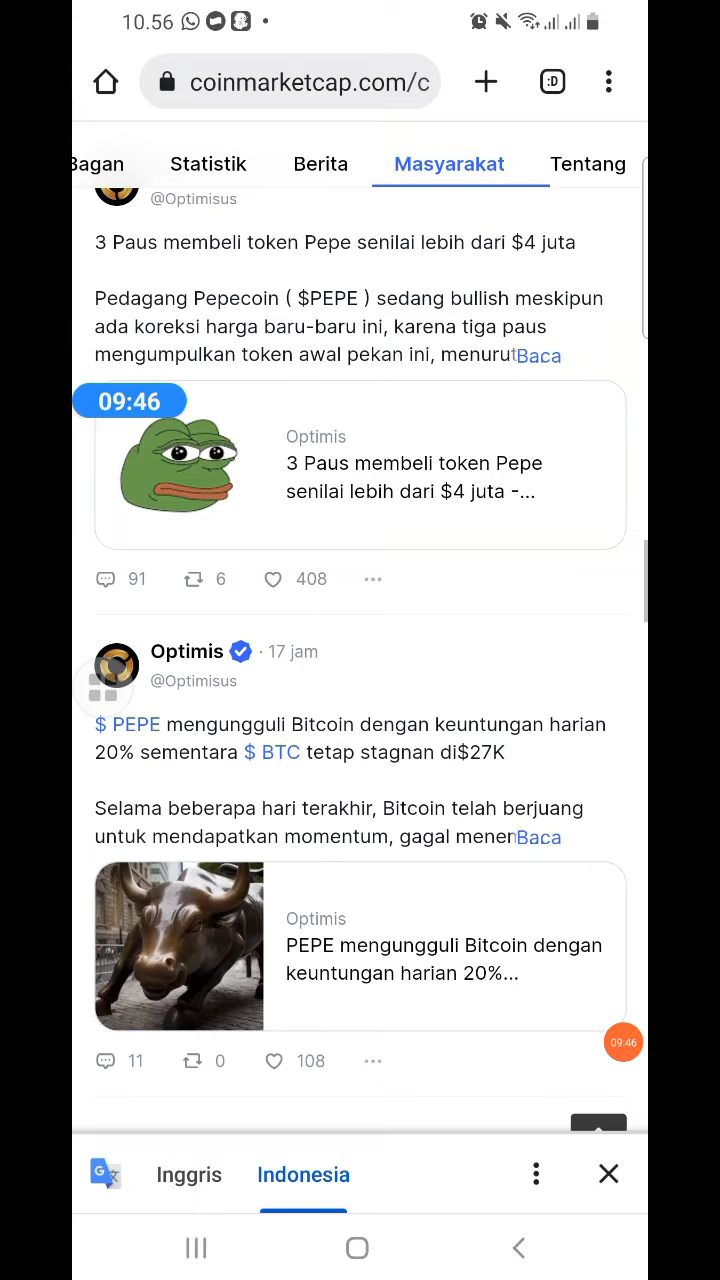 10.56
coinmarketcap.com/c
:D
Bagan Statistik Berita Masyarakat Tentang
@Optimisus
3 Paus membeli token Pepe senilai lebih dari $4 juta
Pedagang Pepecoin ( $PEPE ) sedang bullish meskipun
ada koreksi harga baru-baru ini, karena tiga paus
mengumpulkan token awal pekan ini, menurut Baca
09:46
Optimis
3 Paus membeli token Pepe
senilai lebih dari $4 juta -...
91 6 408
Optimis · 17 jam
@Optimisus
$ PEPE mengungguli Bitcoin dengan keuntungan harian
20% sementara $ BTC tetap stagnan di$27K
Selama beberapa hari terakhir, Bitcoin telah berjuang
untuk mendapatkan momentum, gagal menem Baca
Optimis
PEPE mengungguli Bitcoin dengan
keuntungan harian 20%...
09:46
11 0 108
G 文
Inggris Indonesia